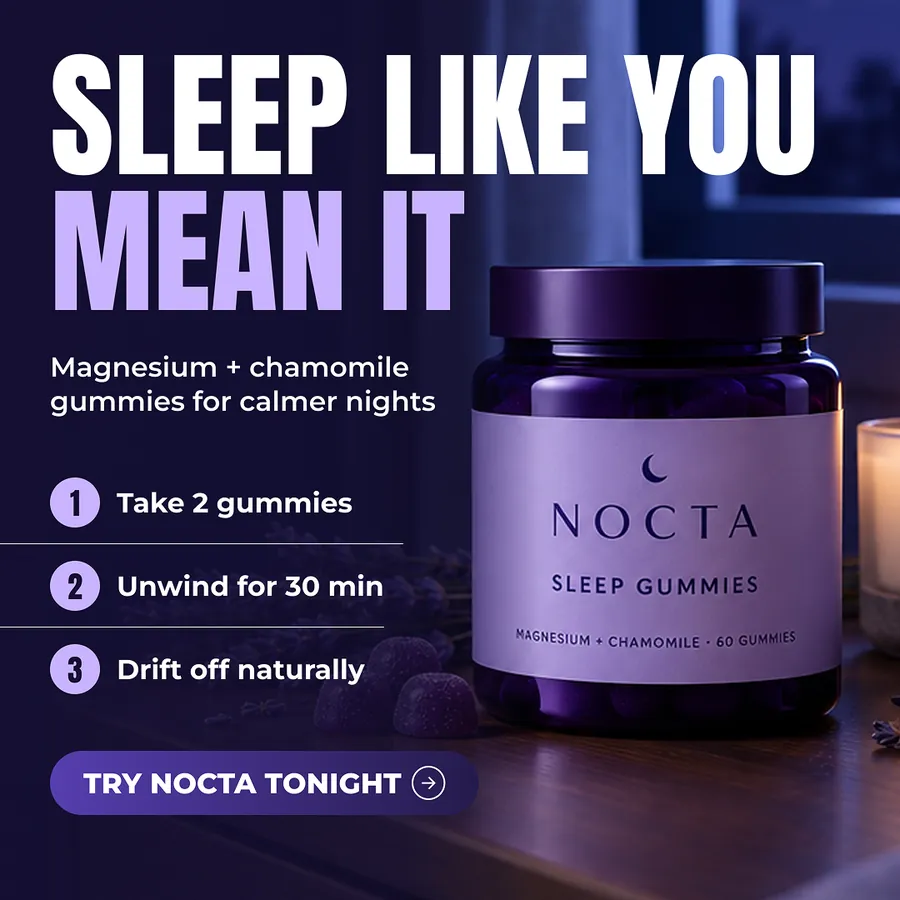 SLEEP LIKE YOU
MEAN IT
Magnesium + chamomile
gummies for calmer nights
1 Take 2 gummies
2 Unwind for 30 min
3 Drift off naturally
TRY NOCTA TONIGHT
NOCTA
SLEEP GUMMIES
MAGNESIUM + CHAMOMILE · 60 GUMMIES